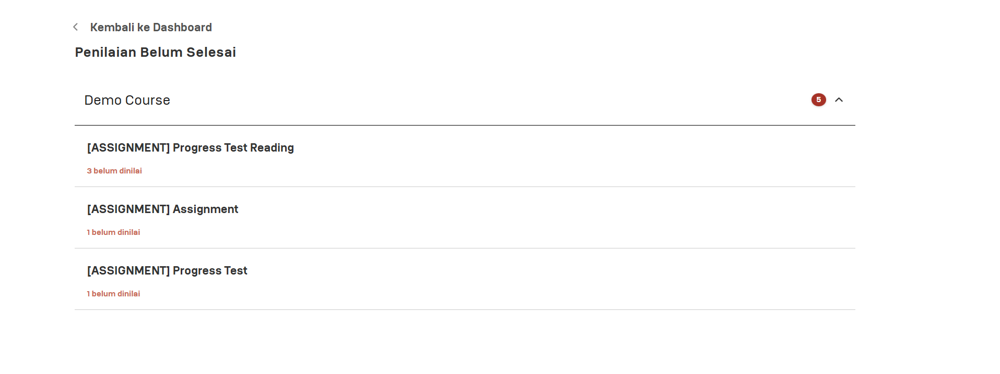 Kembali ke Dashboard
Penilaian Belum Selesai
Demo Course
5
[ASSIGNMENT] Progress Test Reading
3 belum dinilai
[ASSIGNMENT] Assignment
1 belum dinilai
[ASSIGNMENT] Progress Test
1 belum dinilai